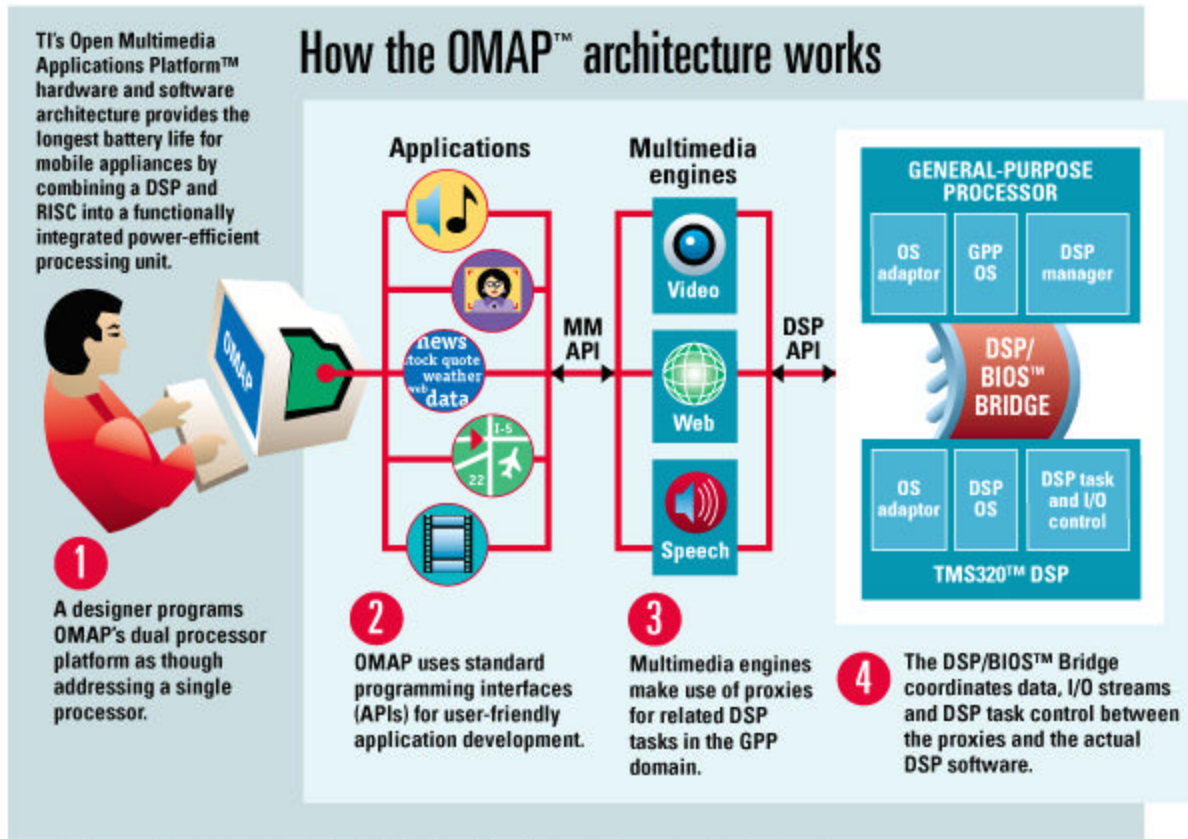 TI's Open Multimedia
Applications Platform™
hardware and software
architecture provides the
longest battery life for
mobile appliances by
combining a DSP and
RISC into a functionally
integrated power-efficient
processing unit.
How the OMAP™ architecture works
Applications
Multimedia
engines
OMAP
news
tock quote
weather
web
data
I-5
22
MM
API
Video
Web
Speech
DSP
API
GENERAL-PURPOSE
PROCESSOR
OS
adaptor
GPP
OS
DSP
manager
DSP/
BIOS™
BRIDGE
OS
adaptor
DSP
OS
DSP task
and I/O
control
TMS320™ DSP
1
A designer programs
OMAP's dual processor
platform as though
addressing a single
processor.
2
OMAP uses standard
programming interfaces
(APIs) for user-friendly
application development.
3
Multimedia engines
make use of proxies
for related DSP
tasks in the GPP
domain.
4
The DSP/BIOS™ Bridge
coordinates data, I/O streams
and DSP task control between
the proxies and the actual
DSP software.